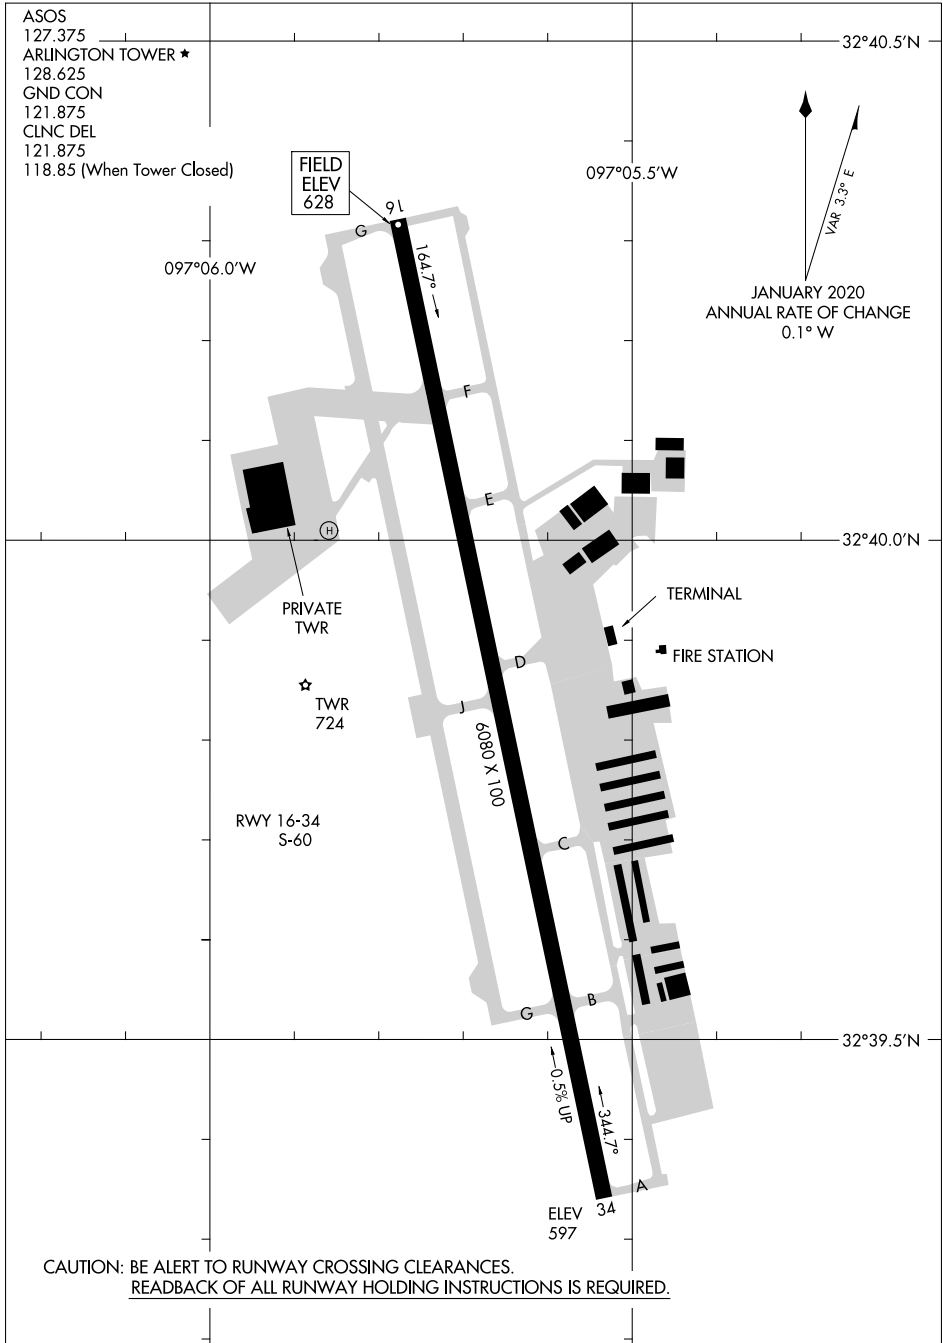 ASOS
127.375
ARLINGTON TOWER ★
128.625
GND CON
121.875
CLNC DEL
121.875
118.85 (When Tower Closed)
32°40.5'N
097°05.5'W
VAR 3.3° E
JANUARY 2020
ANNUAL RATE OF CHANGE
0.1° W
FIELD
ELEV
628
16
G
164.7°
097°06.0'W
F
E
H
32°40.0'N
PRIVATE
TWR
TERMINAL
FIRE STATION
D
TWR
724
J
6080 X 100
RWY 16-34
S-60
C
B
G
32°39.5'N
0.5% UP
344.7°
A
34
ELEV
597
CAUTION: BE ALERT TO RUNWAY CROSSING CLEARANCES.
READBACK OF ALL RUNWAY HOLDING INSTRUCTIONS IS REQUIRED.